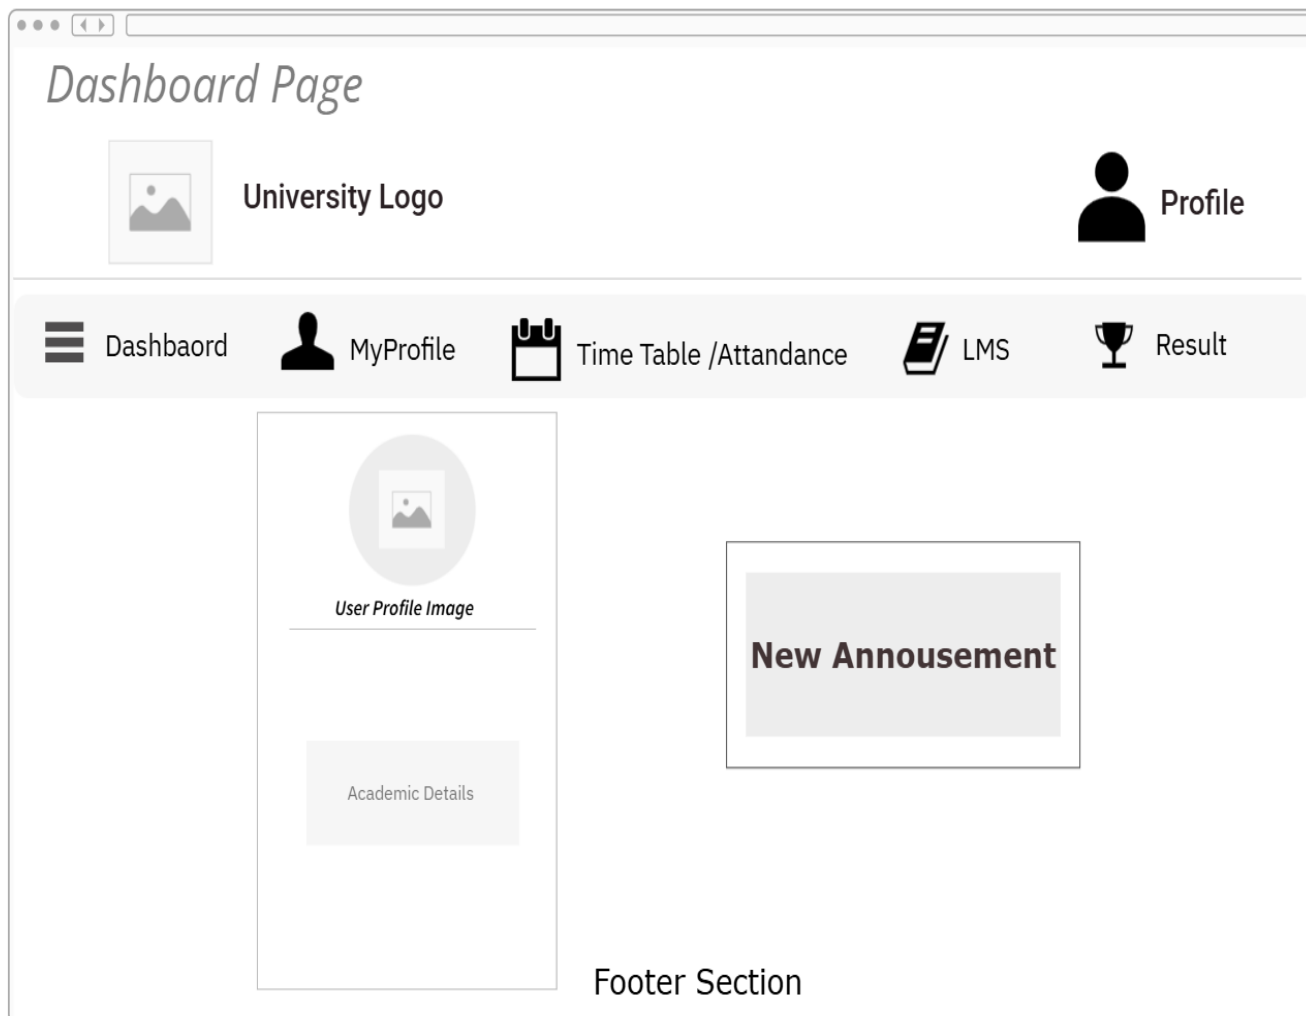 Dashboard Page
University Logo
Profile
Dashbaord
MyProfile
Time Table /Attandance
LMS
Result
User Profile Image
New Annousement
Academic Details
Footer Section